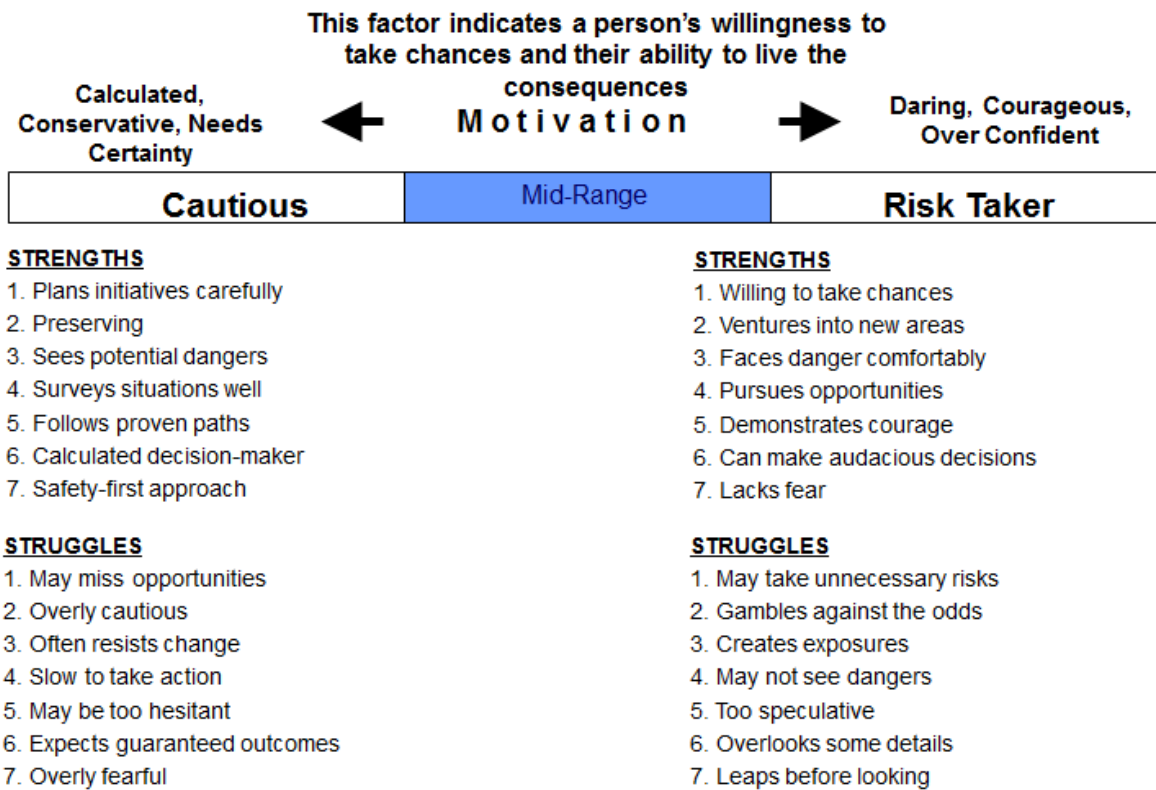 This factor indicates a person's willingness to
take chances and their ability to live the
consequences
Calculated,
Conservative, Needs
Certainty
Motivation
Daring, Courageous,
Over Confident
Cautious
Mid-Range
Risk Taker
STRENGTHS
1. Plans initiatives carefully
2. Preserving
3. Sees potential dangers
4. Surveys situations well
5. Follows proven paths
6. Calculated decision-maker
7. Safety-first approach
STRUGGLES
1. May miss opportunities
2. Overly cautious
3. Often resists change
4. Slow to take action
5. May be too hesitant
6. Expects guaranteed outcomes
7. Overly fearful
STRENGTHS
1. Willing to take chances
2. Ventures into new areas
3. Faces danger comfortably
4. Pursues opportunities
5. Demonstrates courage
6. Can make audacious decisions
7. Lacks fear
STRUGGLES
1. May take unnecessary risks
2. Gambles against the odds
3. Creates exposures
4. May not see dangers
5. Too speculative
6. Overlooks some details
7. Leaps before looking